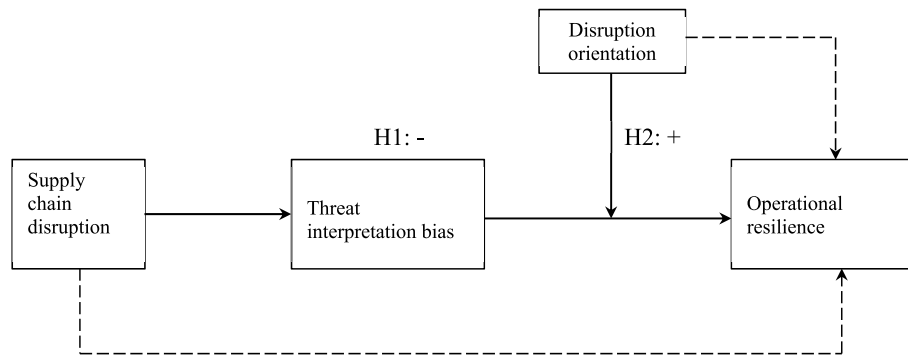 Disruption
orientation
H1: -
H2: +
Supply
chain
disruption
Threat
interpretation bias
Operational
resilience